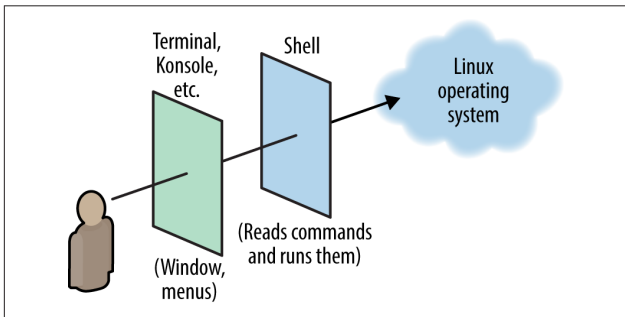 Terminal,
Konsole,
etc.
Shell
Linux
operating
system
(Reads commands
and runs them)
(Window,
menus)